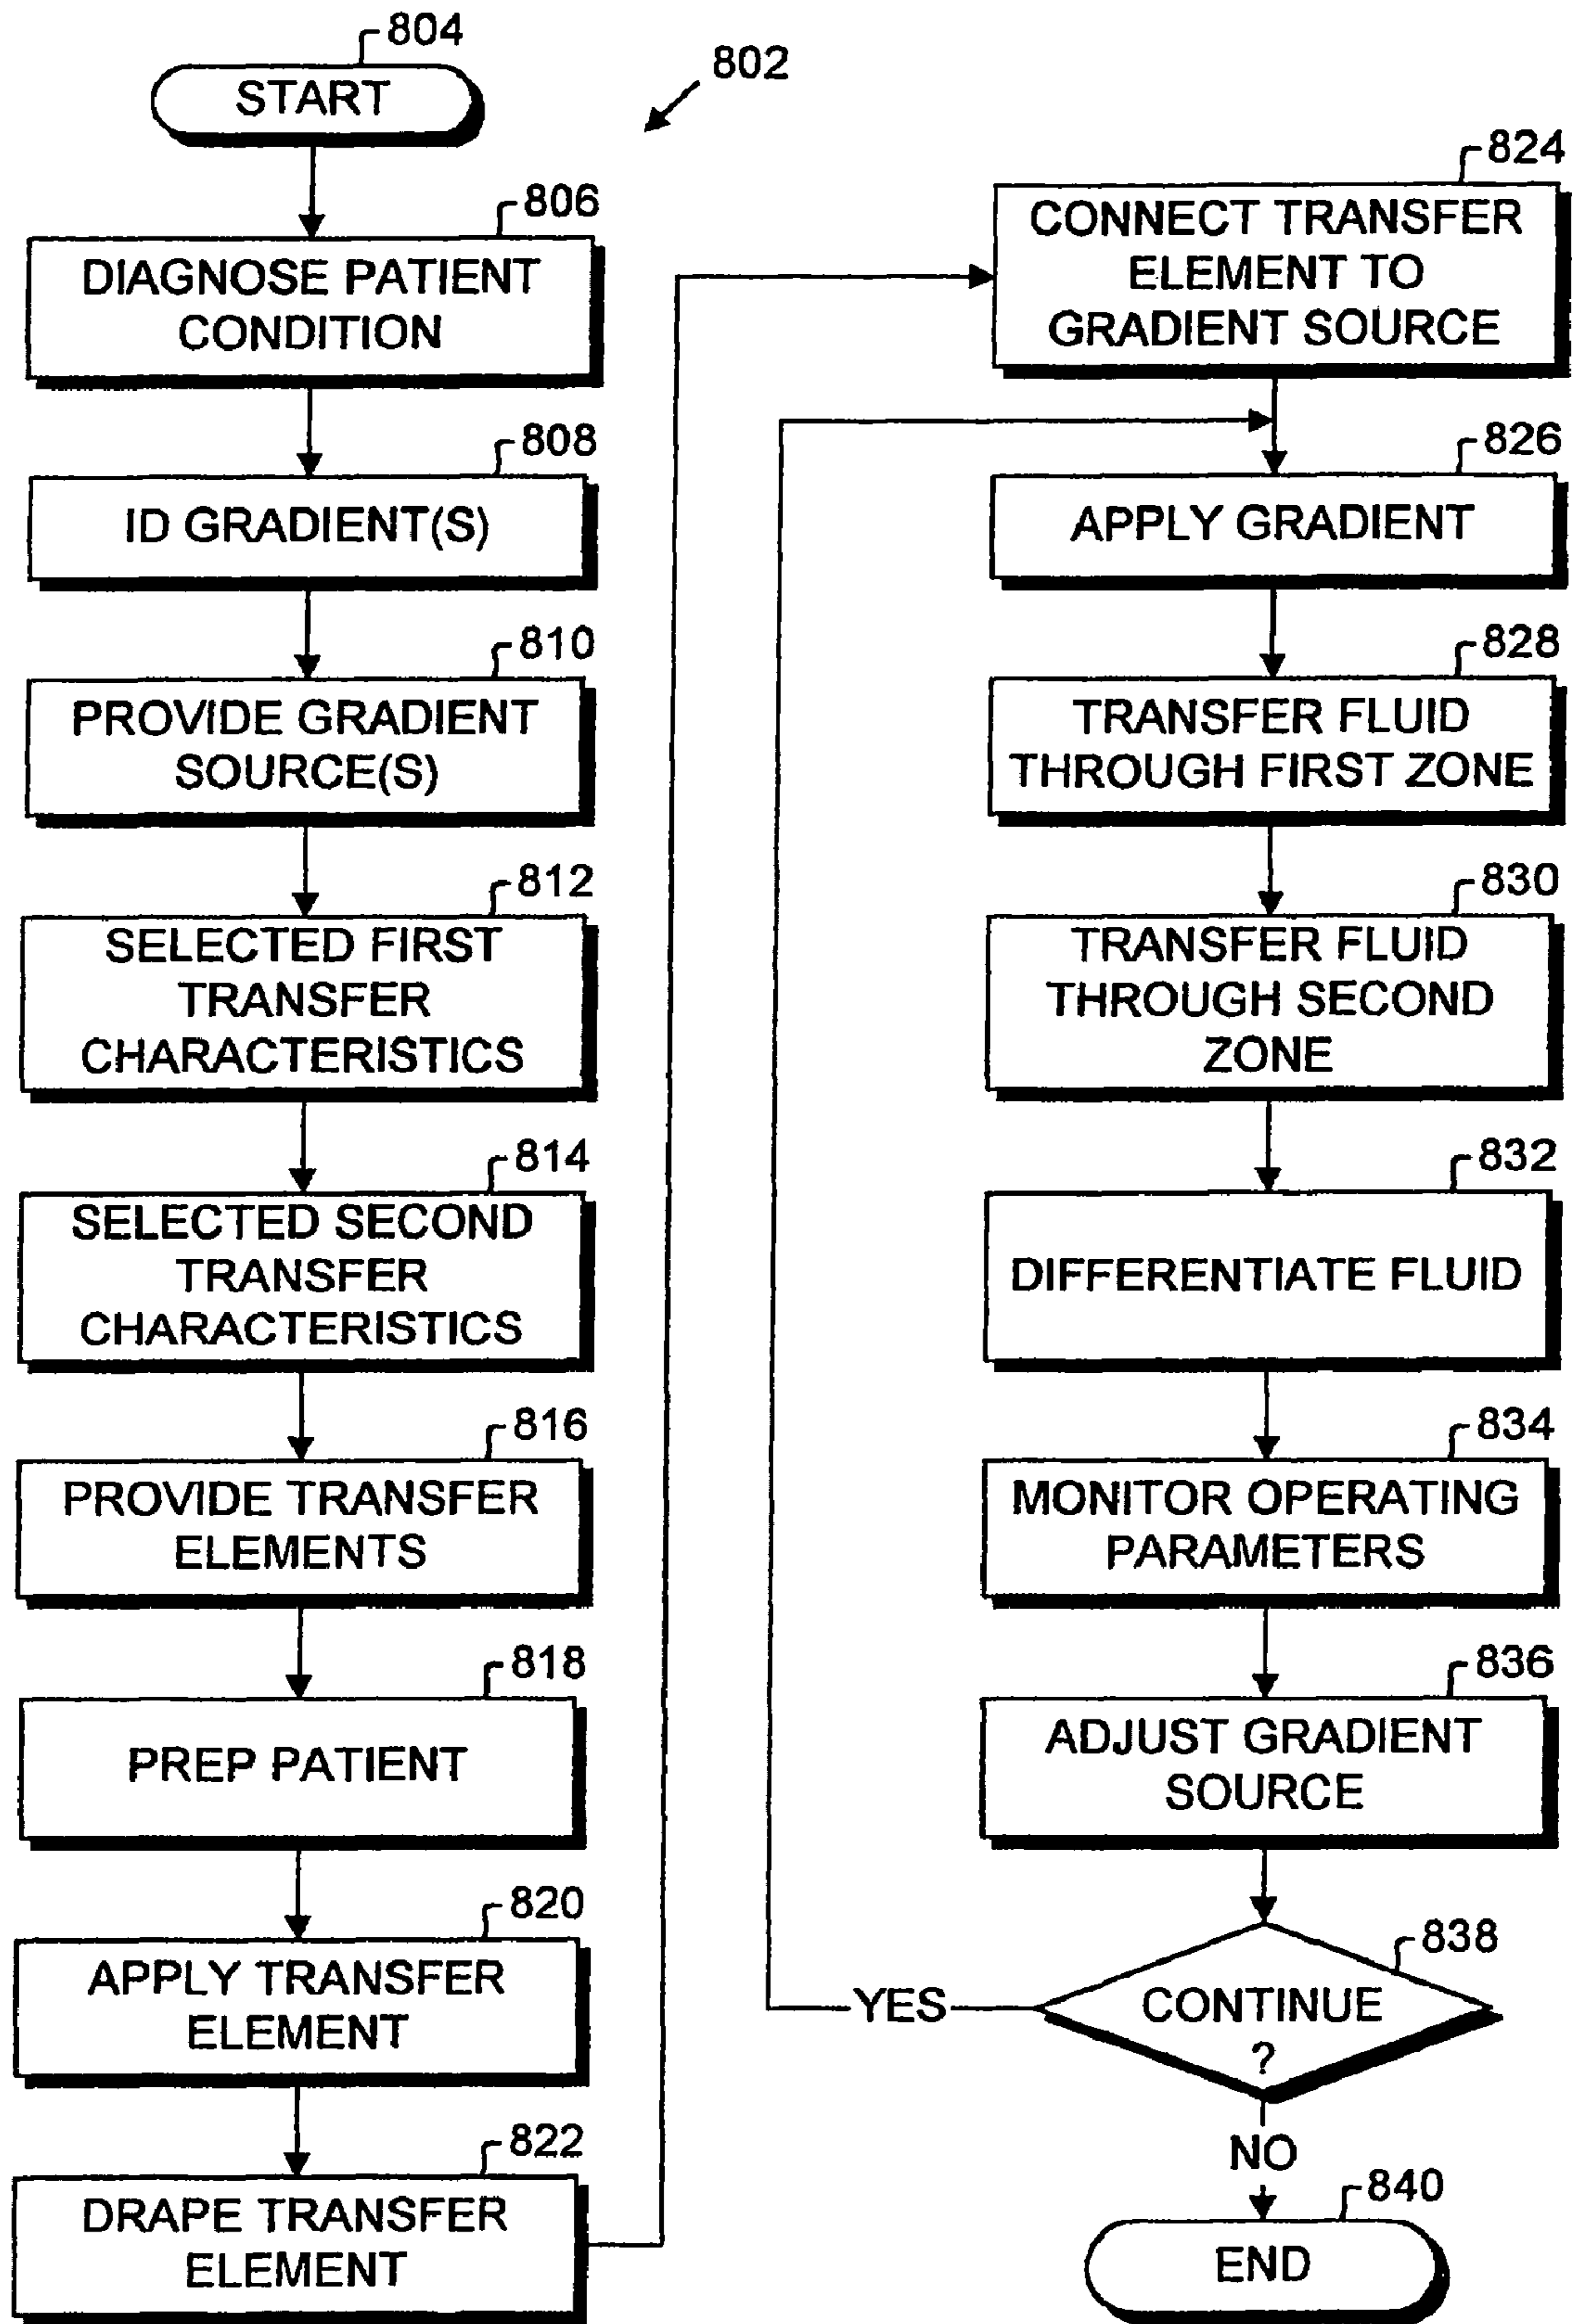 804
START
802
806
DIAGNOSE PATIENT
CONDITION
808
ID GRADIENT(S)
810
PROVIDE GRADIENT
SOURCE(S)
812
SELECTED FIRST
TRANSFER
CHARACTERISTICS
814
SELECTED SECOND
TRANSFER
CHARACTERISTICS
816
PROVIDE TRANSFER
ELEMENTS
818
PREP PATIENT
820
APPLY TRANSFER
ELEMENT
822
DRAPE TRANSFER
ELEMENT
824
CONNECT TRANSFER
ELEMENT TO
GRADIENT SOURCE
826
APPLY GRADIENT
828
TRANSFER FLUID
THROUGH FIRST ZONE
830
TRANSFER FLUID
THROUGH SECOND
ZONE
832
DIFFERENTIATE FLUID
834
MONITOR OPERATING
PARAMETERS
836
ADJUST GRADIENT
SOURCE
838
CONTINUE
?
YES
NO
840
END